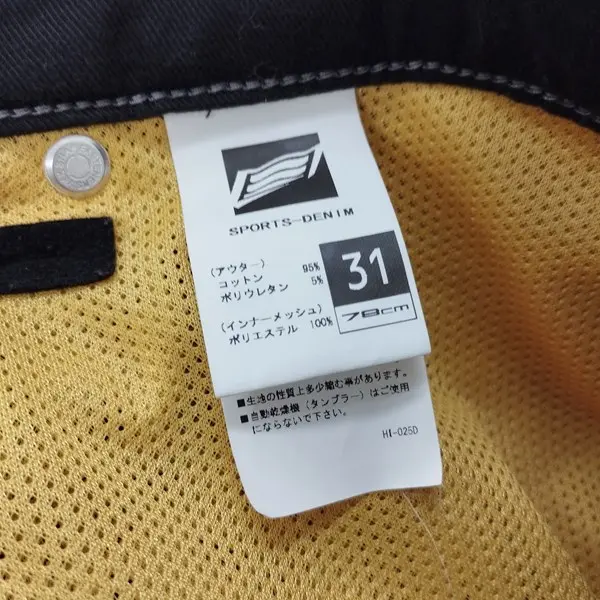 SPORTS-DENIM
(アウター)
コットン 95%
ポリウレタン 5%
(インナーメッシュ)
ポリエステル 100%
31
78cm
■生地の性質上多少縮む事があります。
■自動乾燥機(タンブラー)はご使用
にならないで下さい。
HI-025D